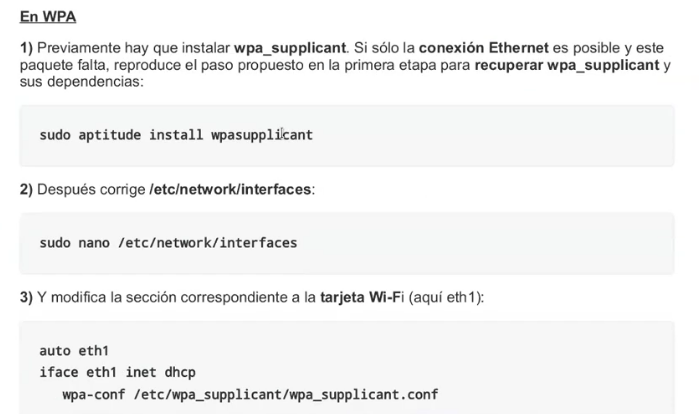 En WPA
1) Previamente hay que instalar wpa_supplicant. Si sólo la conexión Ethernet es posible y este
paquete falta, reproduce el paso propuesto en la primera etapa para recuperar wpa_supplicant y
sus dependencias:
sudo aptitude install wpasupplicant
2) Después corrige /etc/network/interfaces:
sudo nano /etc/network/interfaces
3) Y modifica la sección correspondiente a la tarjeta Wi-Fi (aquí eth1):
auto eth1
iface eth1 inet dhcp
wpa-conf /etc/wpa_supplicant/wpa_supplicant.conf